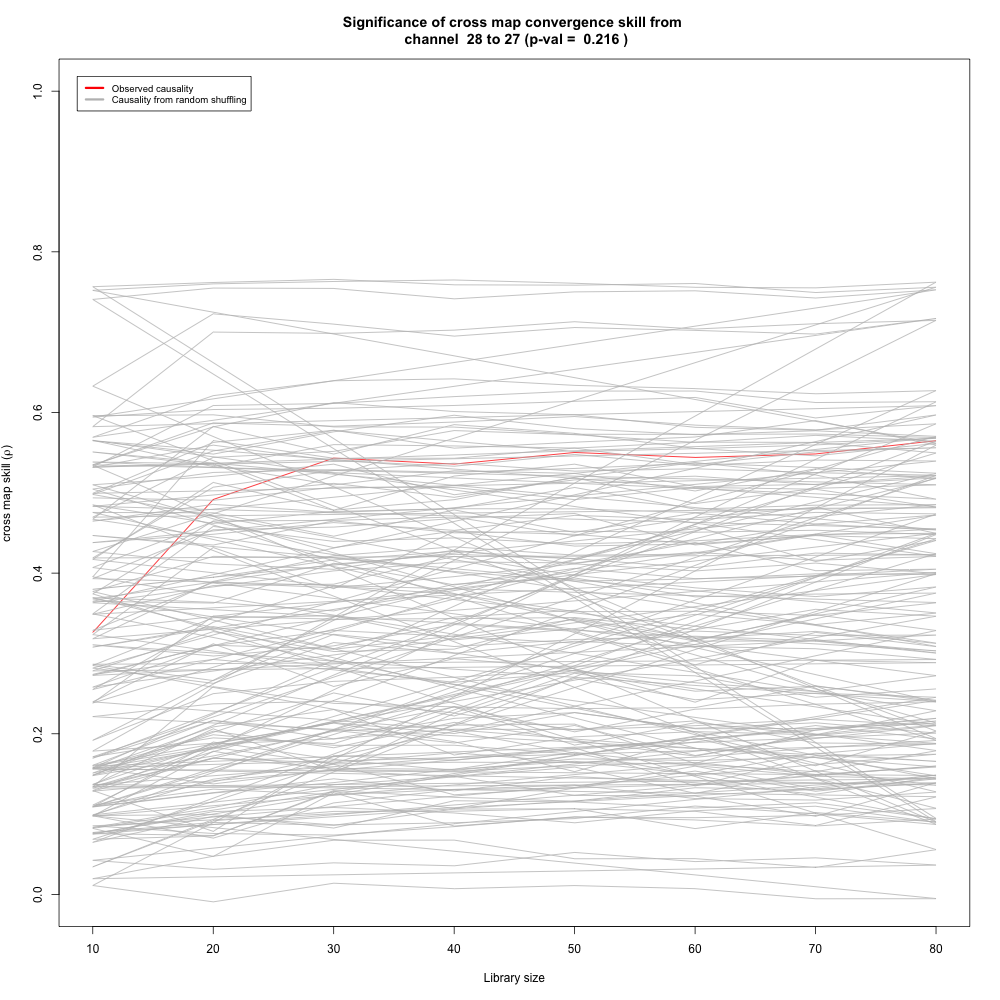 Significance of cross map convergence skill from
channel  28 to 27 (p-val =  0.216 )
Observed causality
Causality from random shuffling
cross map skill (ρ)
1.0
0.8
0.6
0.4
0.2
0.0
10 20 30 40 50 60 70 80
Library size